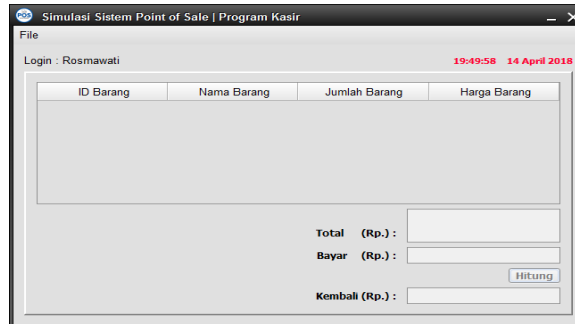 POS Simulasi Sistem Point of Sale | Program Kasir
File
Login : Rosmawati 19:49:58 14 April 2018
ID Barang Nama Barang Jumlah Barang Harga Barang
Total (Rp.) :
Bayar (Rp.) :
Hitung
Kembali (Rp.) :